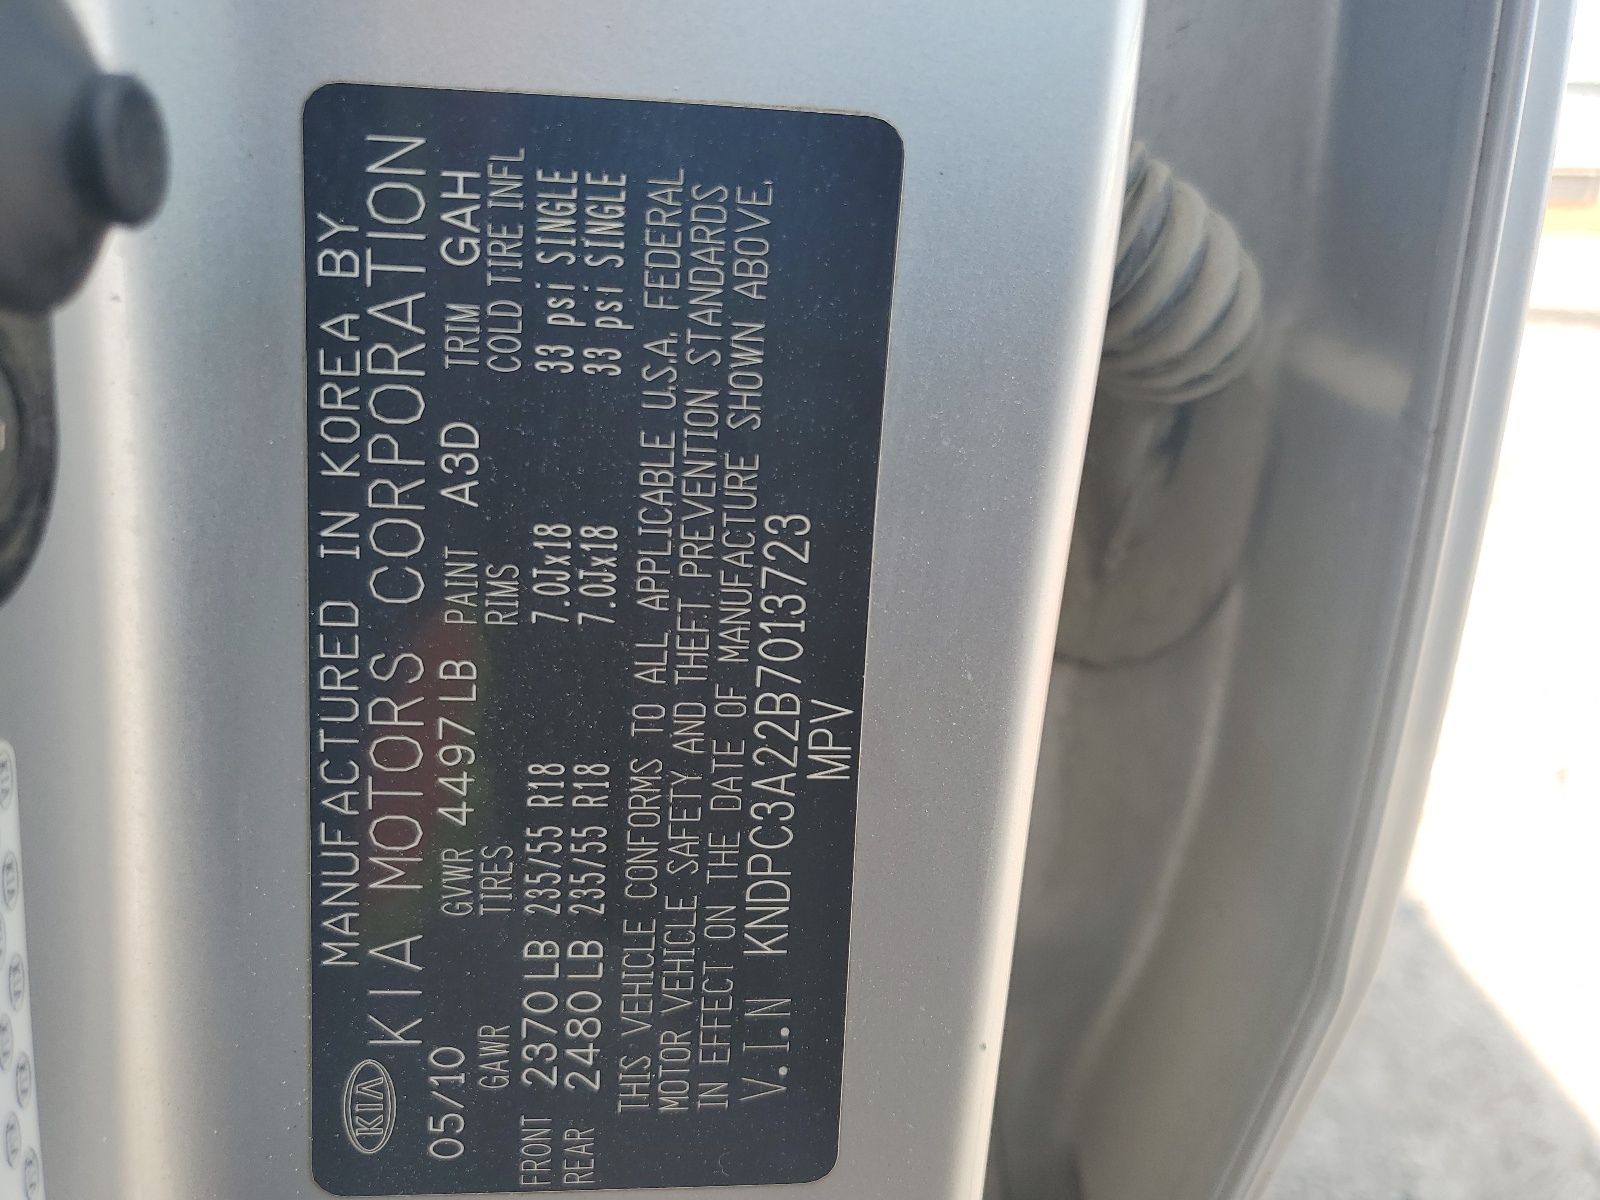 MANUFACTURED IN KOREA BY
KIA KIA MOTORS CORPORATION
05/10 GVWR 4497LB PAINT A3D TRIM GAH
GAWR TIRES RIMS COLD TIRE INFL
FRONT 2370LB 235/55 R18 7.0Jx18 33 psi SINGLE
REAR 2480LB 235/55 R18 7.0Jx18 33 psi SINGLE
THIS VEHICLE CONFORMS TO ALL APPLICABLE U.S.A. FEDERAL
MOTOR VEHICLE SAFETY AND THEFT PREVENTION STANDARDS
IN EFFECT ON THE DATE OF MANUFACTURE SHOWN ABOVE.
V.I.N KNDPC3A22B7013723
MPV